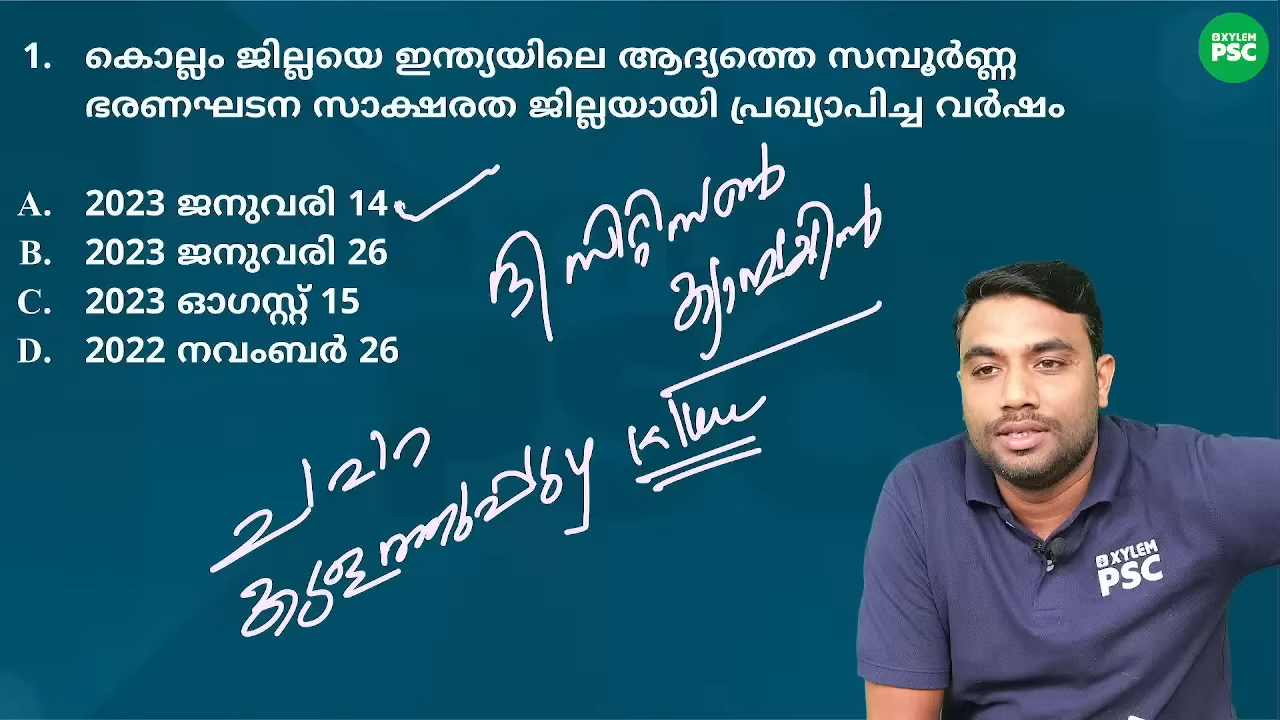 XYLEM
PSC
1. കൊല്ലം ജില്ലയെ ഇന്ത്യയിലെ ആദ്യത്തെ സമ്പൂർണ്ണ
ഭരണഘടന സാക്ഷരത ജില്ലയായി പ്രഖ്യാപിച്ച വർഷം
A. 2023 ജനുവരി 14
B. 2023 ജനുവരി 26
C. 2023 ഓഗസ്റ്റ് 15
D. 2022 നവംബർ 26
ദി സിറ്റിസൺ
ക്യാമ്പയിൻ
XYLEM
PSC